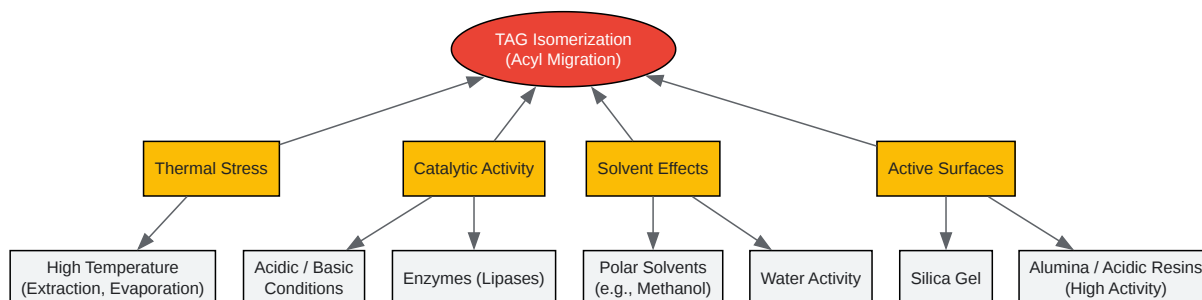 TAG Isomerization
(Acyl Migration)
Thermal Stress
Catalytic Activity
Solvent Effects
Active Surfaces
High Temperature
(Extraction, Evaporation)
Acidic / Basic
Conditions
Enzymes (Lipases)
Polar Solvents
(e.g., Methanol)
Water Activity
Silica Gel
Alumina / Acidic Resins
(High Activity)